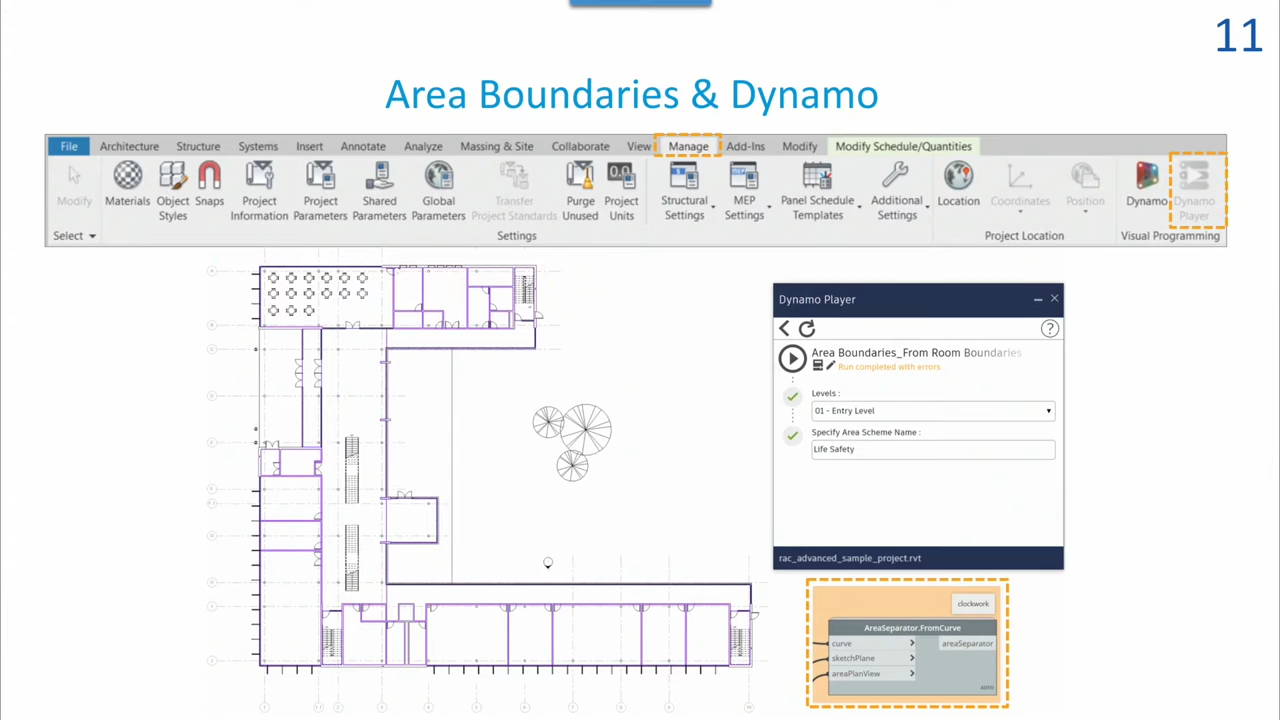 11
Area Boundaries & Dynamo
File Architecture Structure Systems Insert Annotate Analyze Massing & Site Collaborate View Manage Add-Ins Modify Modify Schedule/Quantities
Modify Materials Object Styles Snaps Project Information Project Parameters Shared Parameters Global Parameters Transfer Project Standards Purge Unused Project Units Structural Settings MEP Settings Panel Schedule Templates Additional Settings Location Coordinates Position Dynamo Dynamo Player
Select Settings Project Location Visual Programming
Dynamo Player
Area Boundaries_From Room Boundaries
Run completed with errors
Levels :
01 - Entry Level
Specify Area Scheme Name :
Life Safety
rac_advanced_sample_project.rvt
clockwork
AreaSeparator.FromCurve
curve > areaSeparator
sketchPlane >
areaPlanView >
AUTO